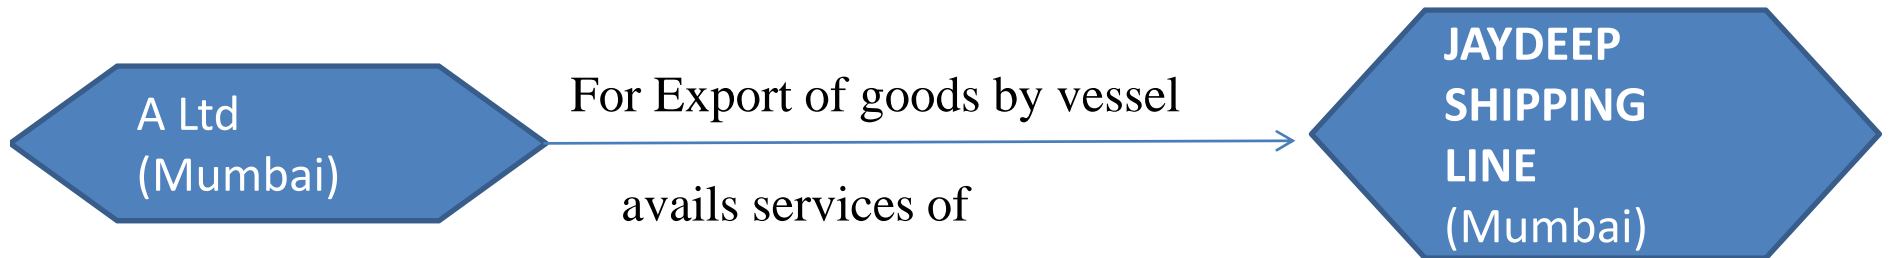 A Ltd
(Mumbai)
For Export of goods by vessel
avails services of
JAYDEEP
SHIPPING
LINE
(Mumbai)